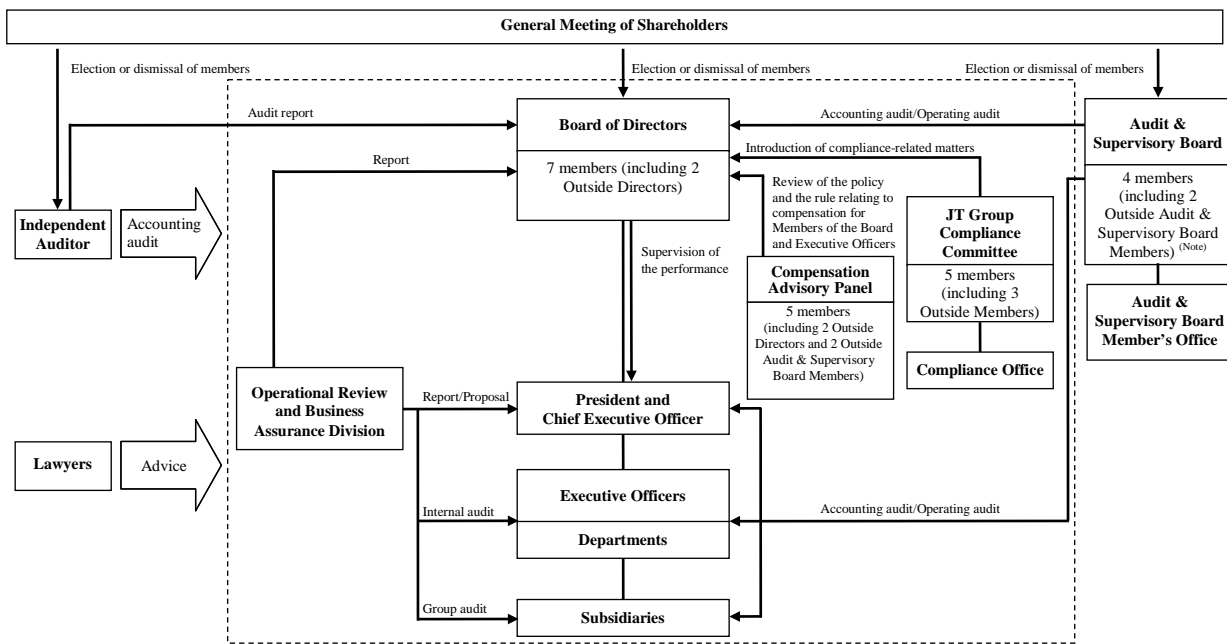 General Meeting of Shareholders
Election or dismissal of members
Election or dismissal of members
Election or dismissal of members
Audit report
Board of Directors
Accounting audit/Operating audit
Audit &
Supervisory Board
Report
7 members (including 2
Outside Directors)
Introduction of compliance-related matters
Review of the policy
and the rule relating to
compensation for
Members of the Board
and Executive Officers
4 members
(including 2
Outside Audit &
Supervisory Board
Members) (Note)
Independent
Auditor
Accounting
audit
JT Group
Compliance
Committee
5 members
(including 3
Outside Members)
Supervision of
the performance
Compensation
Advisory Panel
5 members
(including 2 Outside
Directors and 2 Outside
Audit & Supervisory
Board Members)
Audit &
Supervisory Board
Member's Office
Compliance Office
Operational Review
and Business
Assurance Division
Report/Proposal
President and
Chief Executive Officer
Lawyers
Advice
Executive Officers
Internal audit
Accounting audit/Operating audit
Departments
Group audit
Subsidiaries